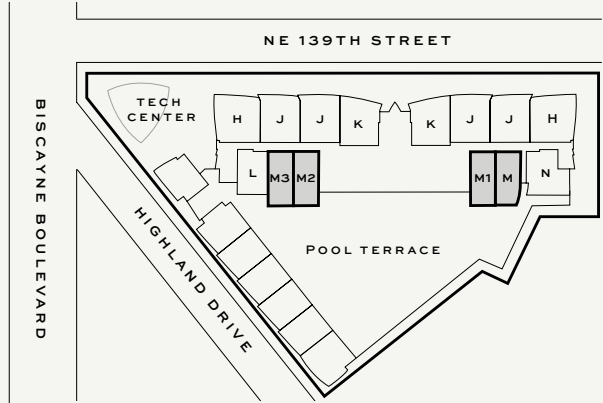 NE 139TH STREET
BISCAYNE BOULEVARD
TECH
CENTER
H
J
J
K
K
J
J
H
L
M3
M2
M1
M
N
HIGHLAND DRIVE
POOL TERRACE